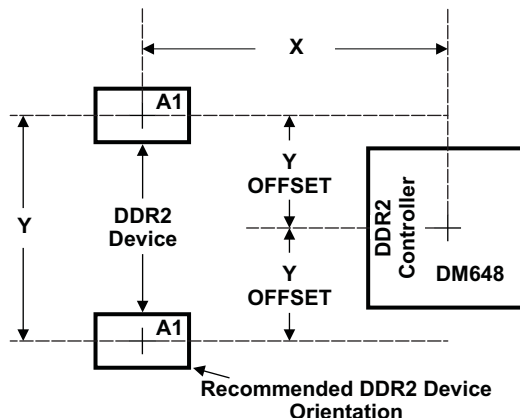 X
A1
Y
OFFSET
Y
DDR2
Device
DDR2
Controller
DM648
Y
OFFSET
A1
Recommended DDR2 Device
Orientation